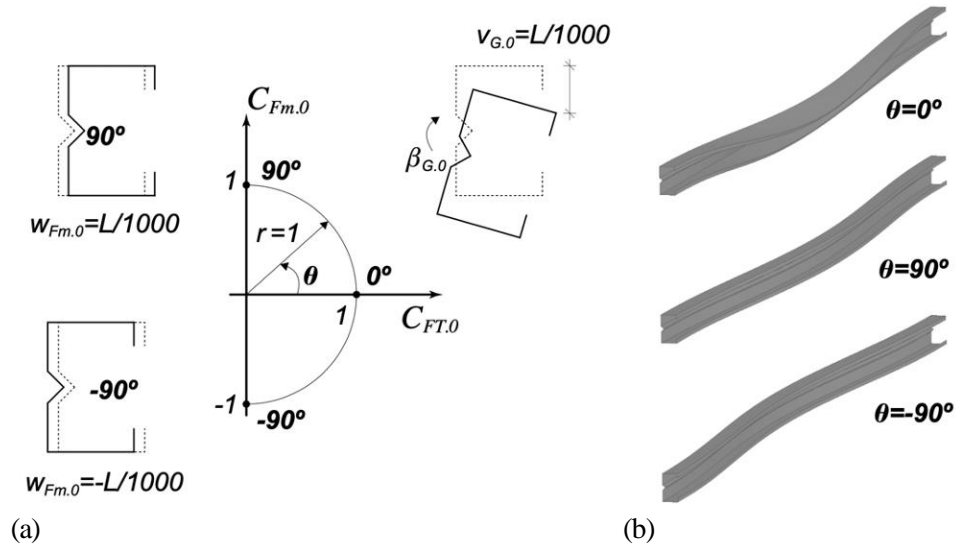 90º
w_Fm.0=L/1000
-90º
w_Fm.0=-L/1000
C_Fm.0
1
90º
r=1
θ
0º
1
C_FT.0
-1
-90º
v_G.0=L/1000
β_G.0
(a)
θ=0º
θ=90º
θ=-90º
(b)